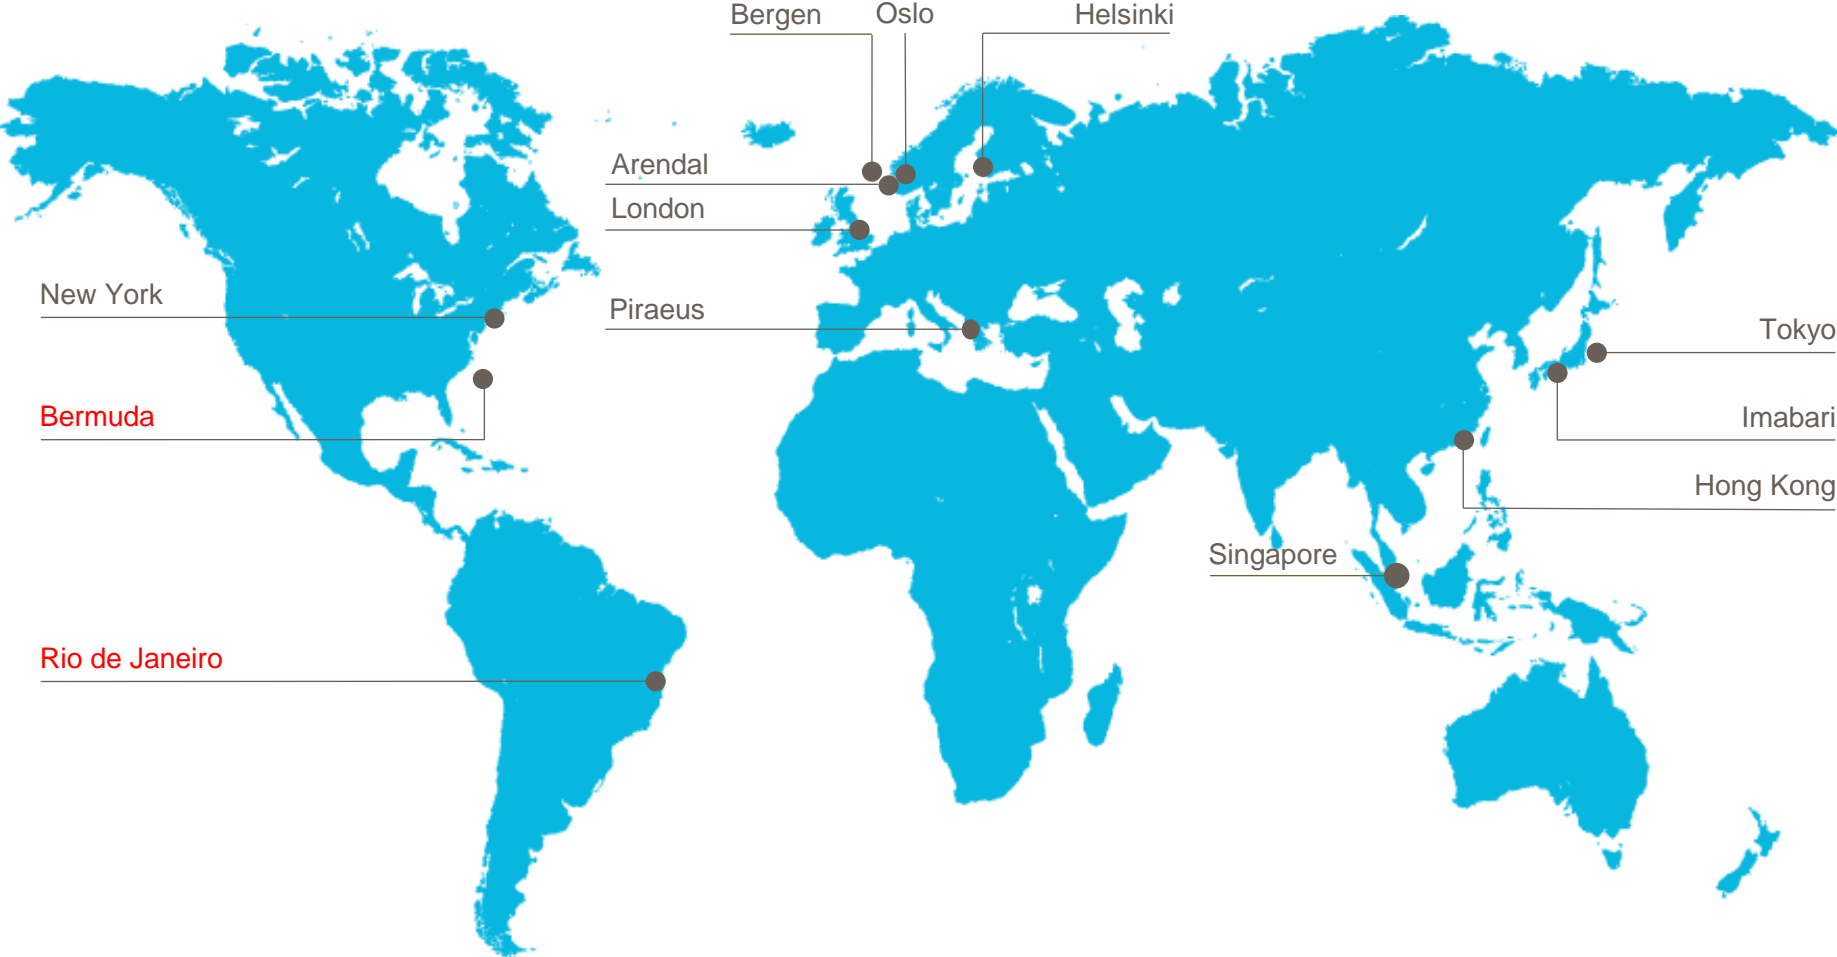 Bergen
Oslo
Helsinki
Arendal
London
New York
Piraeus
Tokyo
Bermuda
Imabari
Hong Kong
Singapore
Rio de Janeiro